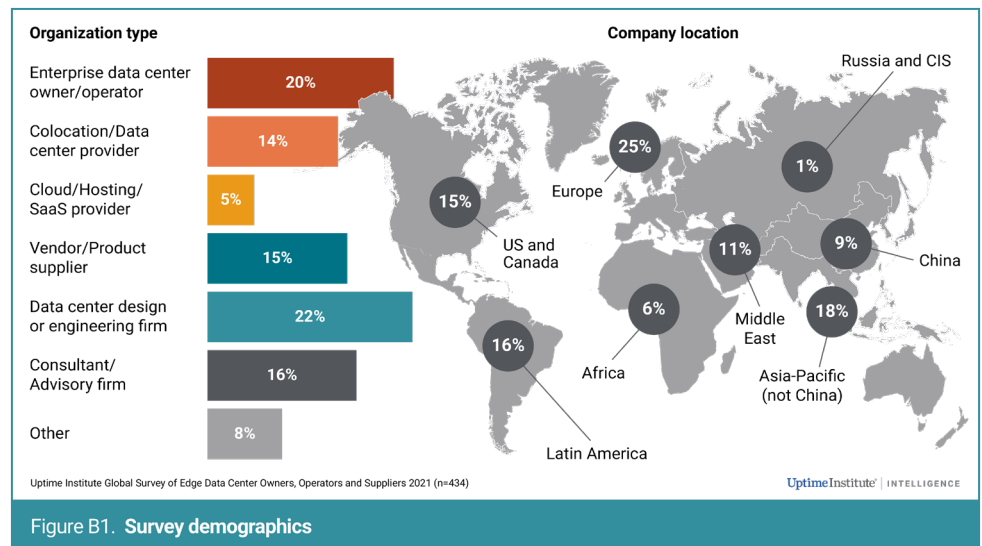 Organization type
Enterprise data center
owner/operator
20%
Colocation/Data
center provider
14%
Cloud/Hosting/
SaaS provider
5%
Vendor/Product
supplier
15%
Data center design
or engineering firm
22%
Consultant/
Advisory firm
16%
Other
8%
Company location
Russia and CIS
1%
25%
Europe
15%
US and
Canada
11%
Middle
East
9%
China
6%
Africa
18%
Asia-Pacific
(not China)
16%
Latin America
Uptime Institute Global Survey of Edge Data Center Owners, Operators and Suppliers 2021 (n=434)
UptimeInstitute® | INTELLIGENCE
Figure B1. Survey demographics